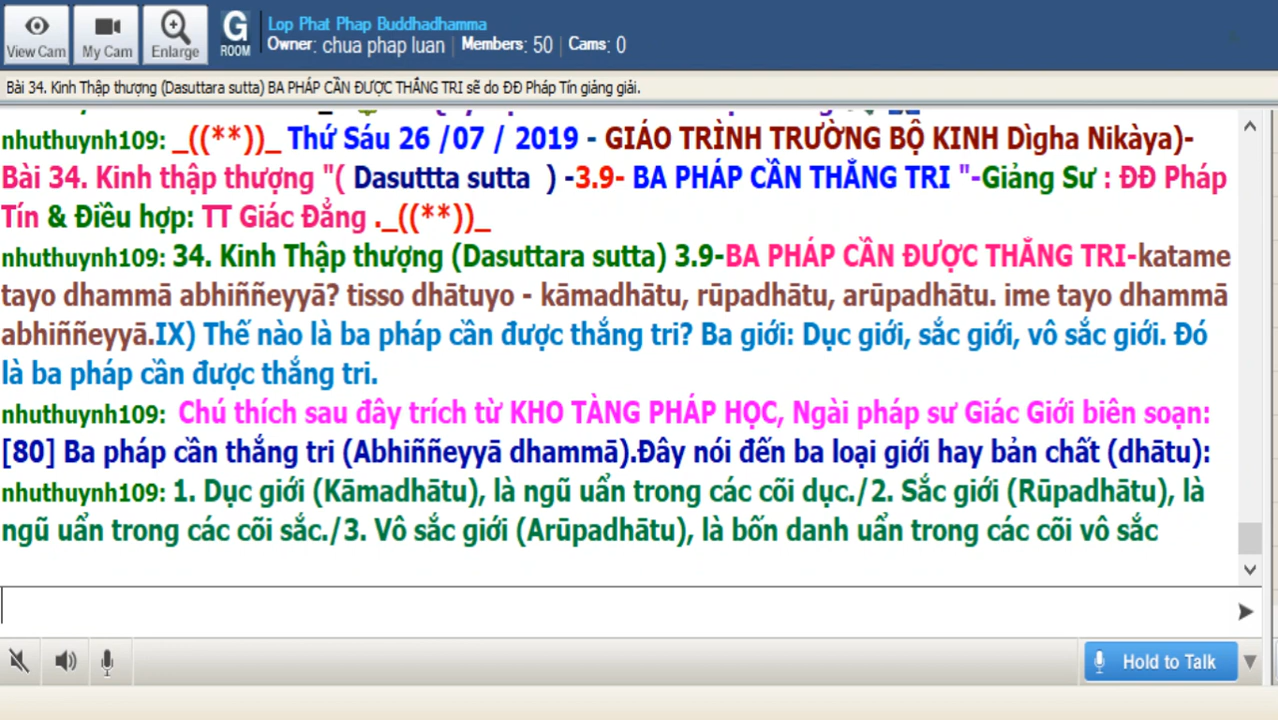 View Cam
My Cam
Enlarge
G
ROOM
Lop Phat Phap Buddhadhamma
Owner: chua phap luan | Members: 50 | Cams: 0
Bài 34. Kinh Thập thượng (Dasuttara sutta) BA PHÁP CẦN ĐƯỢC THẮNG TRI sẽ do ĐĐ Pháp Tín giảng giải.
nhuthuynh109: _((**))_ Thứ Sáu 26 /07 / 2019 - GIÁO TRÌNH TRƯỜNG BỘ KINH Dìgha Nikàya)-
Bài 34. Kinh thập thượng "( Dasuttta sutta ) -3.9- BA PHÁP CẦN THẮNG TRI "-Giảng Sư : ĐĐ Pháp
Tín & Điều hợp: TT Giác Đẳng ._((**))_
nhuthuynh109: 34. Kinh Thập thượng (Dasuttara sutta) 3.9-BA PHÁP CẦN ĐƯỢC THẮNG TRI-katame
tayo dhammā abhiññeyyā? tisso dhātuyo - kāmadhātu, rūpadhātu, arūpadhātu. ime tayo dhammā
abhiññeyyā.IX) Thế nào là ba pháp cần được thắng tri? Ba giới: Dục giới, sắc giới, vô sắc giới. Đó
là ba pháp cần được thắng tri.
nhuthuynh109: Chú thích sau đây trích từ KHO TÀNG PHÁP HỌC, Ngài pháp sư Giác Giới biên soạn:
[80] Ba pháp cần thắng tri (Abhiññeyyā dhammā).Đây nói đến ba loại giới hay bản chất (dhātu):
nhuthuynh109: 1. Dục giới (Kāmadhātu), là ngũ uẩn trong các cõi dục./2. Sắc giới (Rūpadhātu), là
ngũ uẩn trong các cõi sắc./3. Vô sắc giới (Arūpadhātu), là bốn danh uẩn trong các cõi vô sắc
Hold to Talk